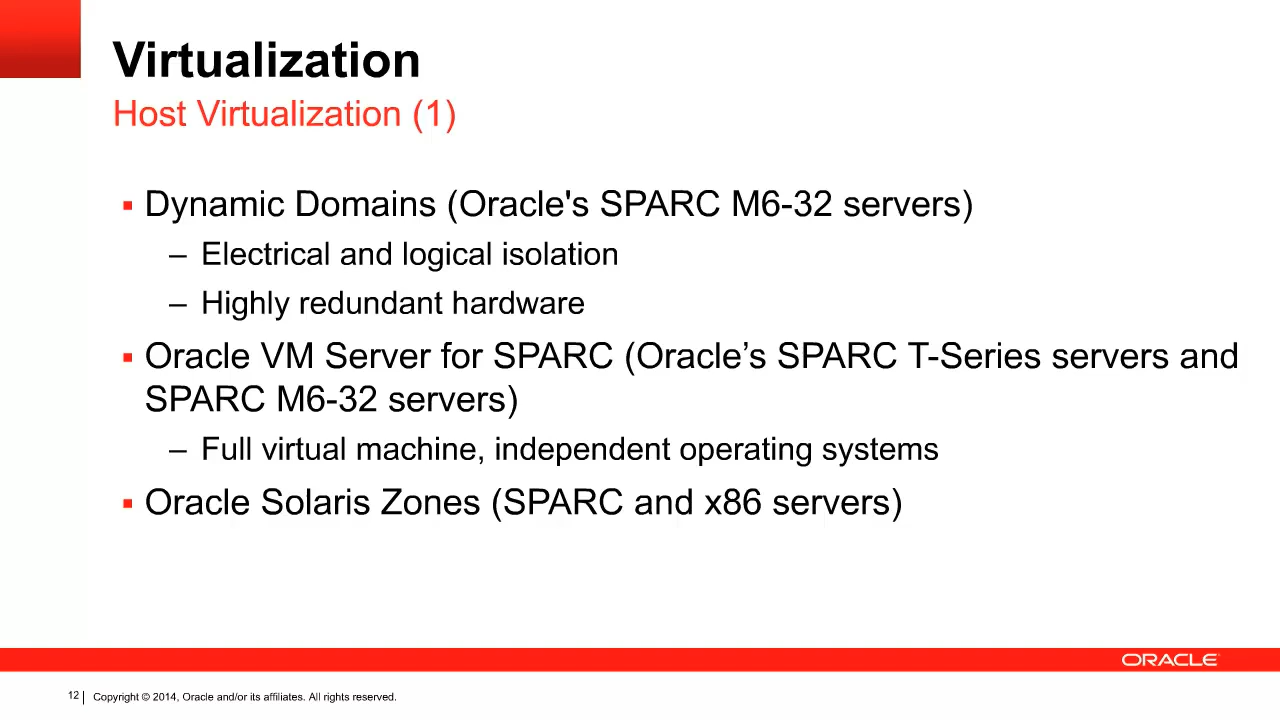 Virtualization
Host Virtualization (1)
▪ Dynamic Domains (Oracle's SPARC M6-32 servers)
– Electrical and logical isolation
– Highly redundant hardware
▪ Oracle VM Server for SPARC (Oracle’s SPARC T-Series servers and
SPARC M6-32 servers)
– Full virtual machine, independent operating systems
▪ Oracle Solaris Zones (SPARC and x86 servers)
ORACLE
12 | Copyright © 2014, Oracle and/or its affiliates. All rights reserved.